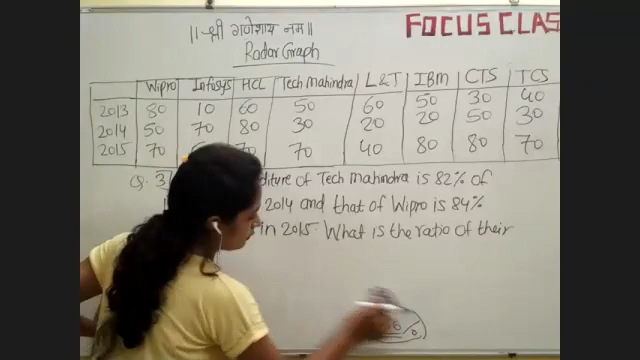 ||श्री गणेशाय नम||
FOCUS CLAS
Radar Graph
Wipro Infosys HCL Tech Mahindra L&T IBm CTS TCS
2013 80 10 60 50 60 50 30 40
2014 50 70 80 30 20 20 50 30
2015 70 70 70 40 80 80 70
Q. 37 diture of Tech Mahindra is 82% of
2014 and that of Wipro is 84%
in 2015. What is the ratio of their